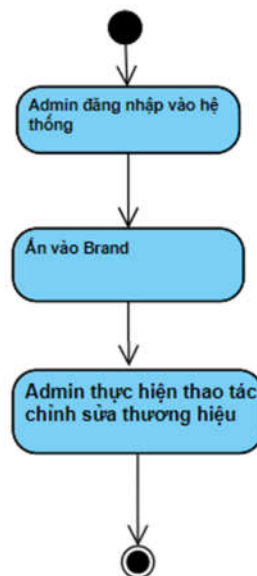 Admin đăng nhập vào hệ
thống
Ấn vào Brand
Admin thực hiện thao tác
chỉnh sửa thương hiệu